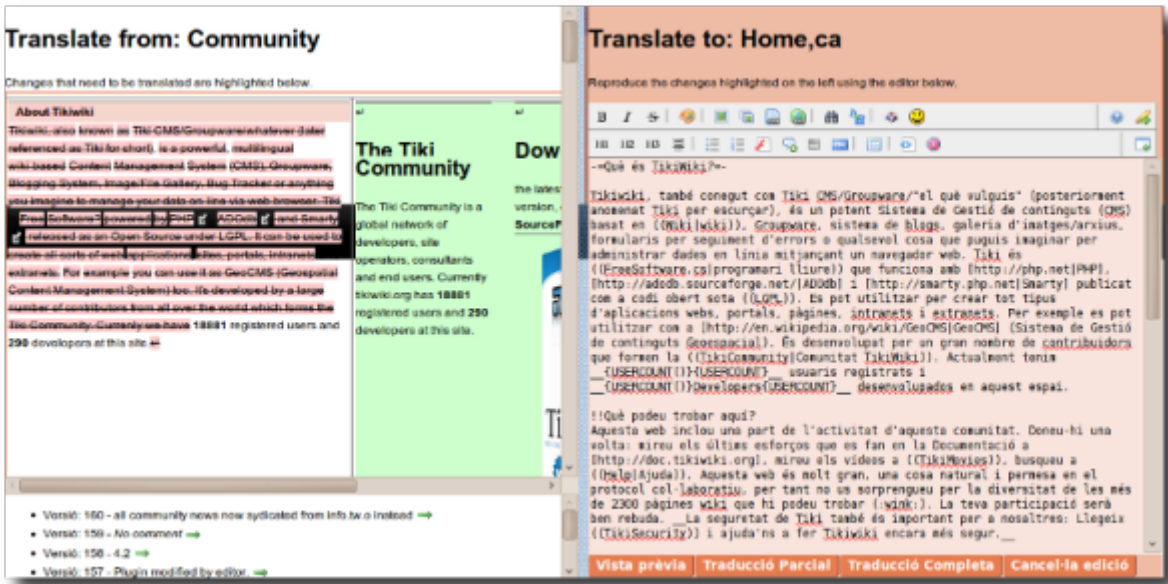 Translate from: Community
Changes that need to be translated are highlighted below.
About Tikiwiki
Tikiwiki, also known as Tiki CMS/Groupware/whatever (later
referenced as Tiki for short), is a powerful, multilingual
wiki based Content Management System (CMS), Groupware,
Blogging System, Image/File Gallery, Bug Tracker or anything
you imagine to manage your data on-line via web browser. Tiki
Free Software? powered by PHP , ADOdb and Smarty
released as an Open Source under LGPL. It can be used to
create all sorts of web applications, sites, portals, intranets
extranets. For example you can use it as GeoCMS (Geospatial
Content Management System) too. It's developed by a large
number of contributors from all over the world which forms the
Tiki Community. Currently we have 18881 registered users and
290 developers at this site.
The Tiki
Community
The Tiki Community is a
global network of
developers, site
operators, consultants
and end users. Currently
tikiwiki.org has 18881
registered users and 290
developers at this site.
Dow
the latest
version,
SourceF
Ti
• Versió: 160 - all community news now sydicated from info.tw.o instead
• Versió: 159 - No comment
• Versió: 158 - 4.2
• Versió: 157 - Plugin modified by editor.
Translate to: Home,ca
Reproduce the changes highlighted on the left using the editor below.
-=Què és TikiWiki?=-
Tikiwiki, també conegut com Tiki CMS/Groupware/"el què vulguis" (posteriorment
anomenat Tiki per escurçar), és un potent Sistema de Gestió de continguts (CMS)
basat en ((Wiki|wiki)), Groupware, sistema de blogs, galeria d'imatges/arxius,
formularis per seguiment d'errors o qualsevol cosa que puguis imaginar per
administrar dades en línia mitjançant un navegador web. Tiki és
((FreeSoftware.cs|programari lliure)) que funciona amb [http://php.net|PHP],
[http://adodb.sourceforge.net/|ADOdb] i [http://smarty.php.net|Smarty] publicat
com a codi obert sota ((LGPL)). Es pot utilitzar per crear tot tipus
d'aplicacions webs, portals, pàgines, intranets i extranets. Per exemple es pot
utilitzar com a [http://en.wikipedia.org/wiki/GeoCMS|GeoCMS] (Sistema de Gestió
de continguts Geoespacial). És desenvolupat per un gran nombre de contribuidors
que formen la ((TikiCommunity|Comunitat TikiWiki)). Actualment tenim
__{USERCOUNT()}{USERCOUNT}__ usuaris registrats i
__{USERCOUNT()}Developers{USERCOUNT}__ desenvolupados en aquest espai.
!!Què podeu trobar aquí?
Aquesta web inclou una part de l'activitat d'aquesta comunitat. Doneu-hi una
volta: mireu els últims esforços que es fan en la Documentació a
[http://doc.tikiwiki.org], mireu els vídeos a ((TikiMovies)), busqueu a
((Help|Ajuda)). Aquesta web és molt gran, una cosa natural i permesa en el
protocol col·laboratiu, per tant no us sorprengueu per la diversitat de les més
de 2300 pàgines wiki que hi podeu trobar (:wink:). La teva participació serà
ben rebuda. __La seguretat de Tiki també és important per a nosaltres: Llegeix
((TikiSecurity)) i ajuda'ns a fer Tikiwiki encara més segur.__
Vista prèvia
Traducció Parcial
Traducció Completa
Cancel·la edició